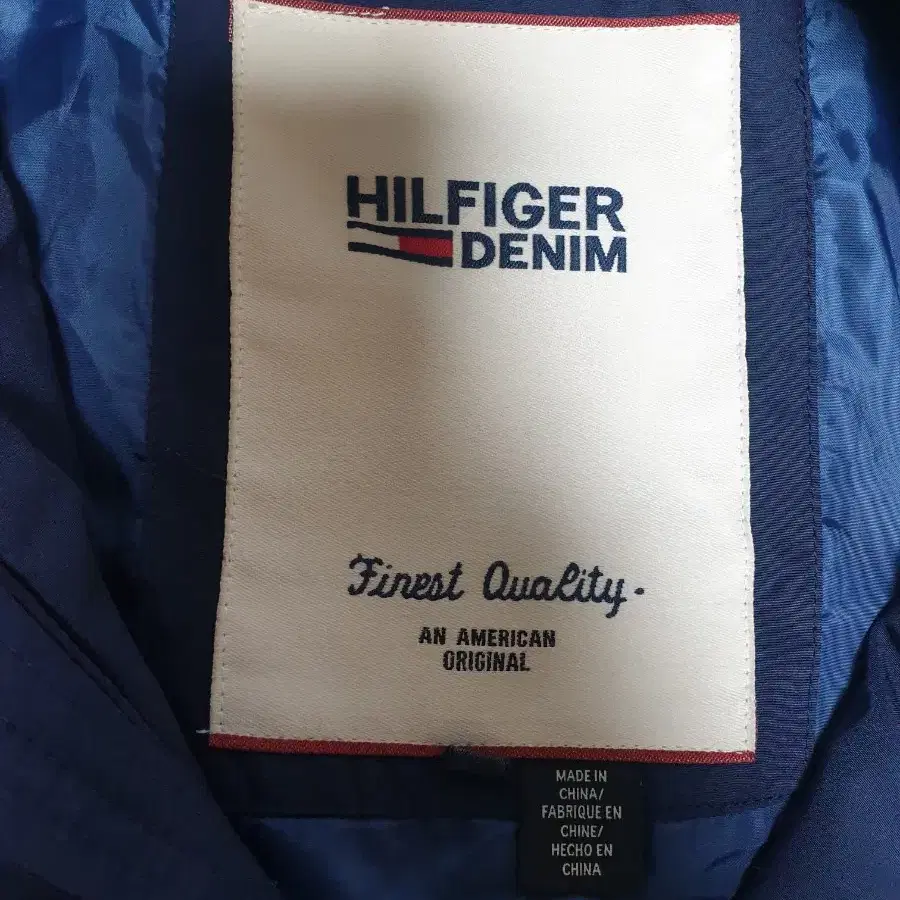 HILFIGER
DENIM
Finest Quality.
AN AMERICAN
ORIGINAL
MADE IN
CHINA/
FABRIQUE EN
CHINE/
HECHO EN
CHINA